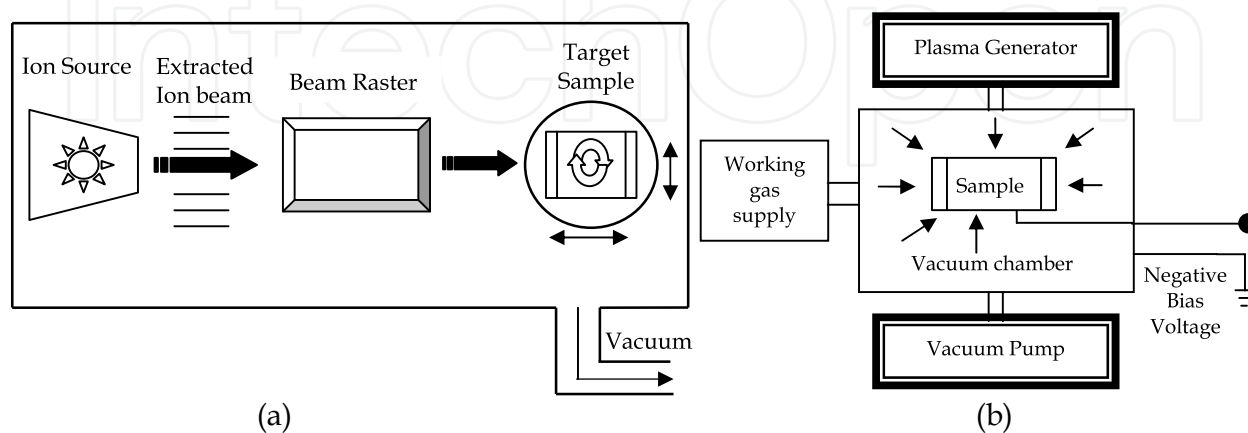 IntechOpen
Ion Source
Extracted
Ion beam
Beam Raster
Target
Sample
Vacuum
(a)
Plasma Generator
Working
gas
supply
Sample
Vacuum chamber
Negative
Bias
Voltage
Vacuum Pump
(b)